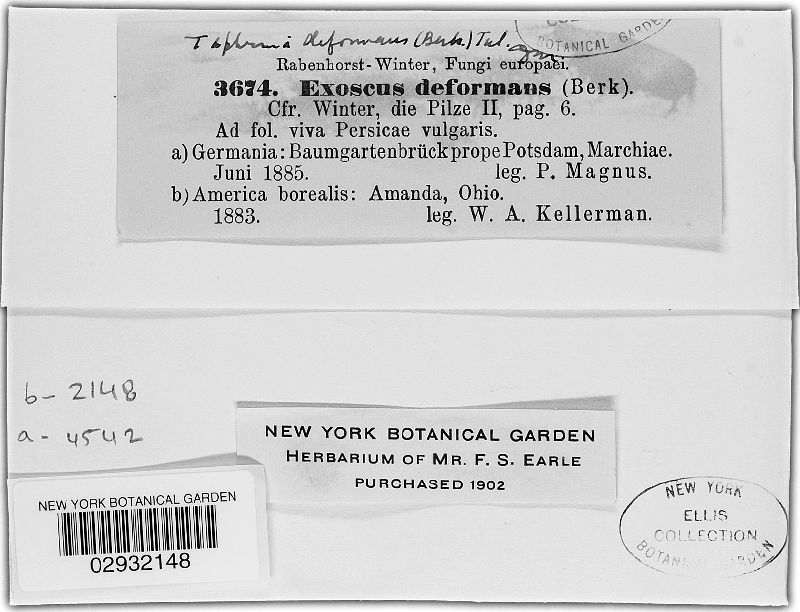 Taphrina deformans (Berk.) Tul.
BOTANICAL GARDEN
Rabenhorst-Winter, Fungi europaei.
3674. Exoscus deformans (Berk).
Cfr. Winter, die Pilze II, pag. 6.
Ad fol. viva Persicae vulgaris.
a) Germania: Baumgartenbrück prope Potsdam, Marchiae.
Juni 1885. leg. P. Magnus.
b) America borealis: Amanda, Ohio.
1883. leg. W. A. Kellerman.
b- 2148
a- 4542
NEW YORK BOTANICAL GARDEN
HERBARIUM OF MR. F. S. EARLE
PURCHASED 1902
NEW YORK BOTANICAL GARDEN
02932148
NEW YORK
ELLIS
COLLECTION
BOTANICAL GARDEN